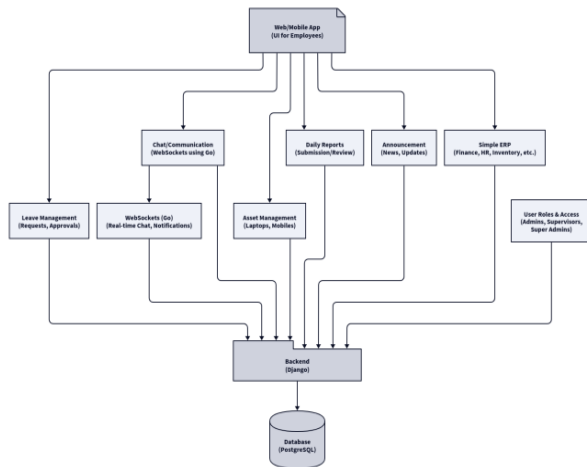 Web/Mobile App
(UI for Employees)
Chat/Communication
(WebSockets using Go)
Daily Reports
(Submission/Review)
Announcement
(News, Updates)
Simple ERP
(Finance, HR, Inventory, etc.)
Leave Management
(Requests, Approvals)
WebSockets (Go)
(Real-time Chat, Notifications)
Asset Management
(Laptops, Mobiles)
User Roles & Access
(Admins, Supervisors,
Super Admins)
Backend
(Django)
Database
(PostgreSQL)